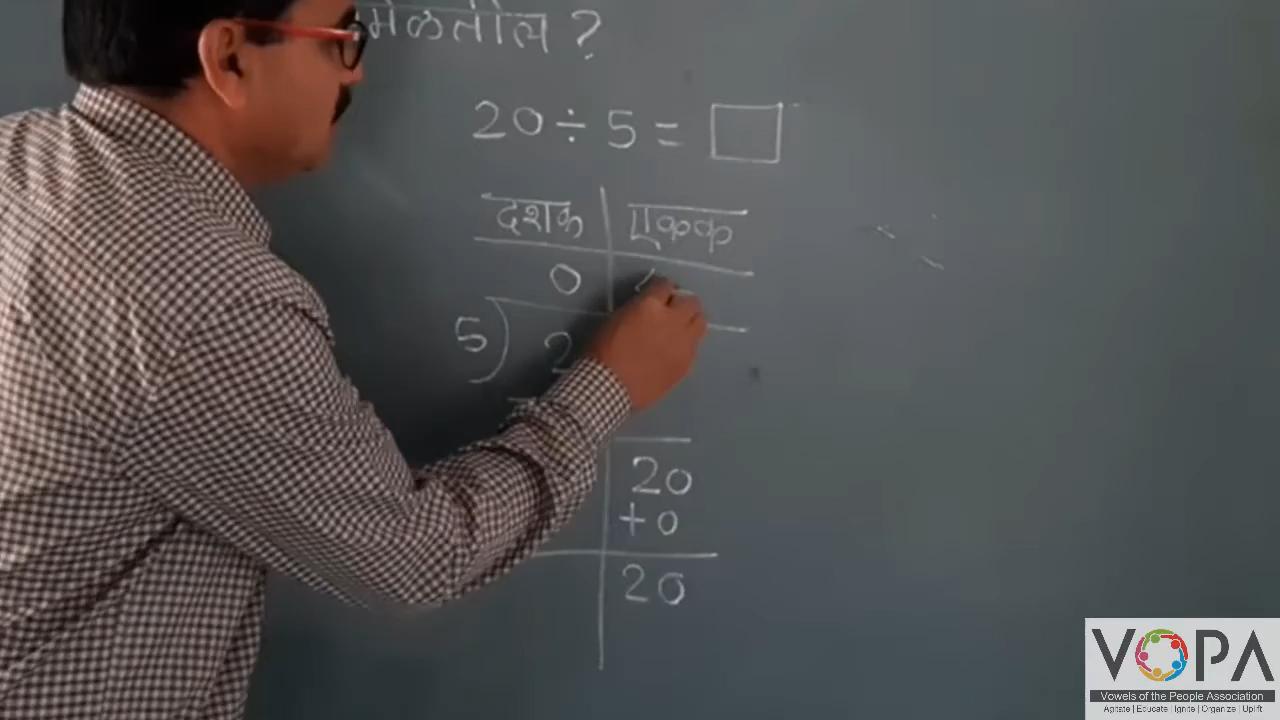 मिळतील ?
20 ÷ 5 =
दशक एकक
0
5 2
20
+ 0
20
VOPA
Vowels of the People Association
Agitate | Educate | Ignite | Organize | Uplift